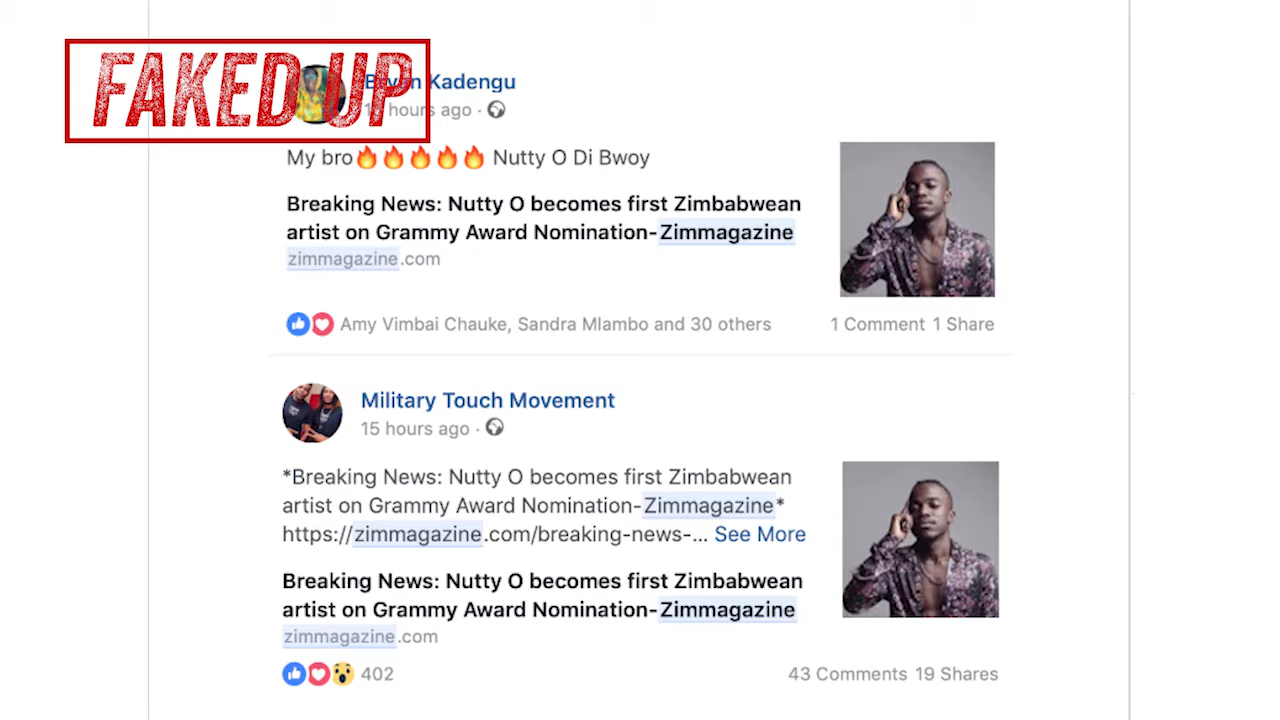 FAKED UP
Bryan Kadengu
hours ago ·
My bro🔥🔥🔥🔥🔥 Nutty O Di Bwoy
Breaking News: Nutty O becomes first Zimbabwean
artist on Grammy Award Nomination-Zimmagazine
zimmagazine.com
Amy Vimbai Chauke, Sandra Mlambo and 30 others 1 Comment 1 Share
Military Touch Movement
15 hours ago ·
*Breaking News: Nutty O becomes first Zimbabwean
artist on Grammy Award Nomination-Zimmagazine*
https://zimmagazine.com/breaking-news-... See More
Breaking News: Nutty O becomes first Zimbabwean
artist on Grammy Award Nomination-Zimmagazine
zimmagazine.com
402 43 Comments 19 Shares